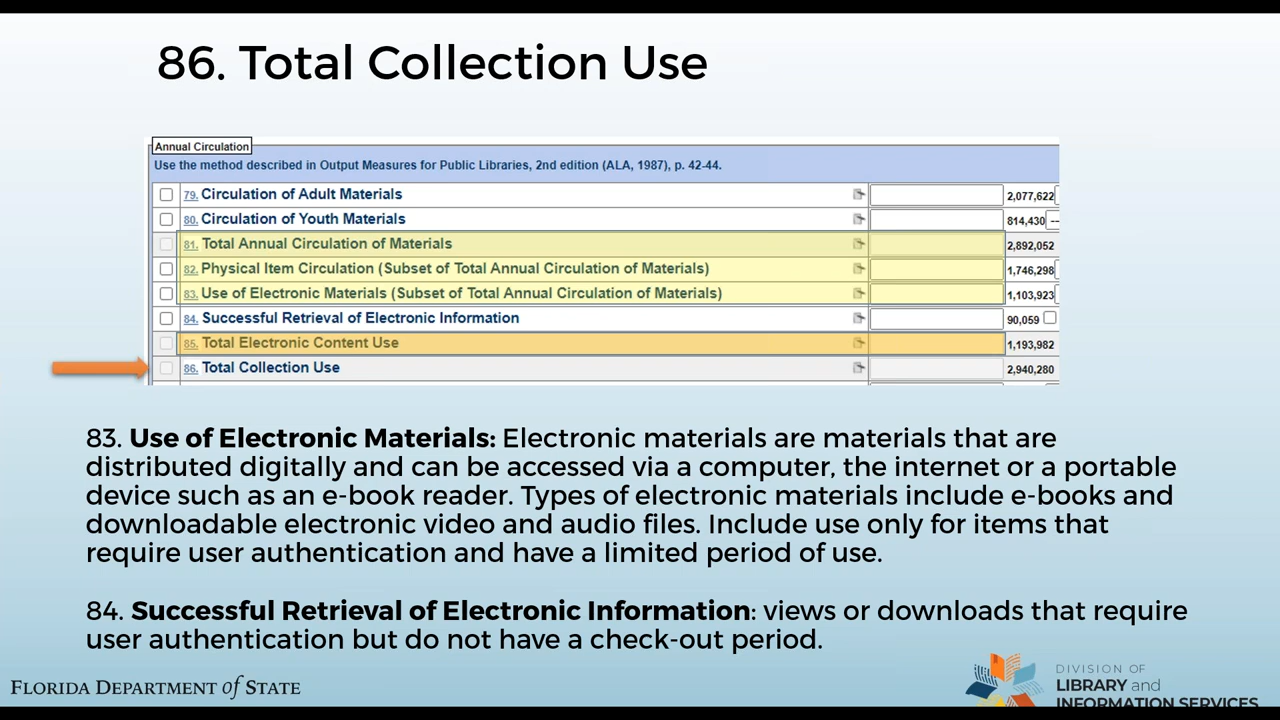 86. Total Collection Use
Annual Circulation
Use the method described in Output Measures for Public Libraries, 2nd edition (ALA, 1987), p. 42-44.
79. Circulation of Adult Materials 2,077,622
80. Circulation of Youth Materials 814,430 --
81. Total Annual Circulation of Materials 2,892,052
82. Physical Item Circulation (Subset of Total Annual Circulation of Materials) 1,746,298
83. Use of Electronic Materials (Subset of Total Annual Circulation of Materials) 1,103,923
84. Successful Retrieval of Electronic Information 90,059
85. Total Electronic Content Use 1,193,982
86. Total Collection Use 2,940,280
83. Use of Electronic Materials: Electronic materials are materials that are
distributed digitally and can be accessed via a computer, the internet or a portable
device such as an e-book reader. Types of electronic materials include e-books and
downloadable electronic video and audio files. Include use only for items that
require user authentication and have a limited period of use.
84. Successful Retrieval of Electronic Information: views or downloads that require
user authentication but do not have a check-out period.
FLORIDA DEPARTMENT of STATE
DIVISION OF
LIBRARY and
INFORMATION SERVICES